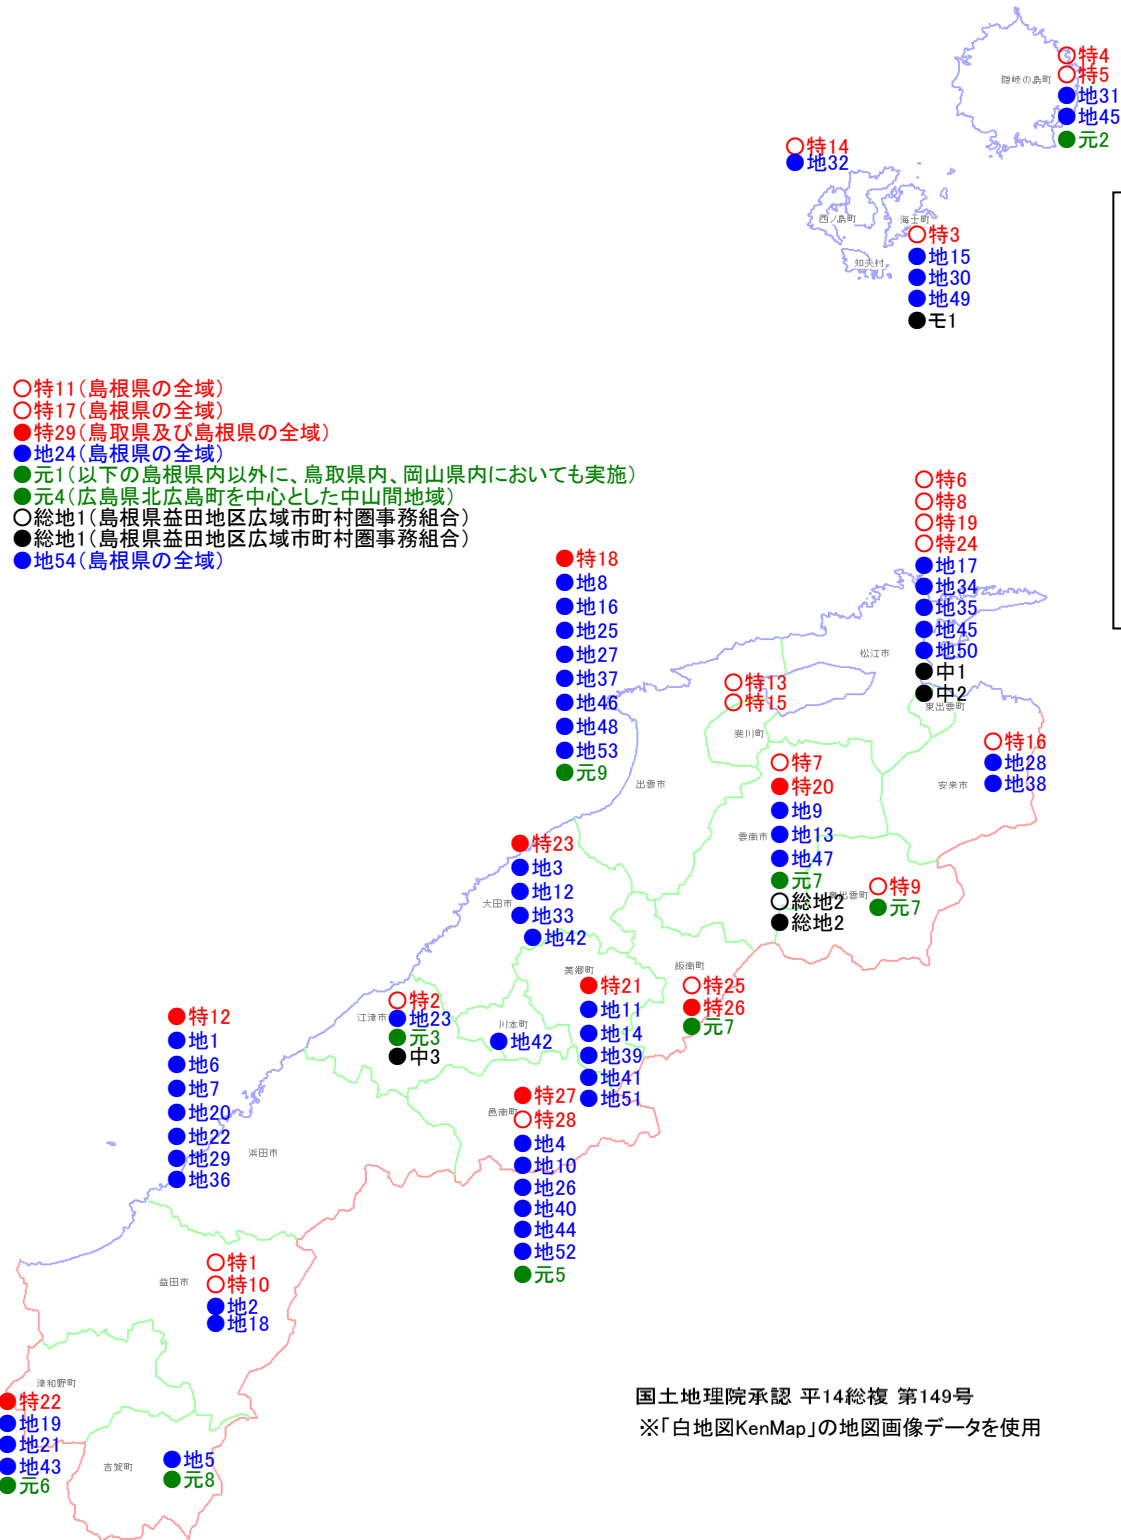 ○特4
○特5
隠岐の島町
●地31
●地45
●元2
○特14
●地32
西ノ島町
海士町
○特3
知夫村
●地15
●地30
●地49
●モ1
○特11(島根県の全域)
○特17(島根県の全域)
●特29(鳥取県及び島根県の全域)
●地24(島根県の全域)
●元1(以下の島根県内以外に、鳥取県内、岡山県内においても実施)
●元4(広島県北広島町を中心とした中山間地域)
○総地1(島根県益田地区広域市町村圏事務組合)
●総地1(島根県益田地区広域市町村圏事務組合)
●地54(島根県の全域)
○特6
○特8
○特19
○特24
●地17
●地34
●地35
●地45
●地50
●中1
●中2
松江市
東出雲町
●特18
●地8
●地16
●地25
●地27
●地37
●地46
●地48
●地53
●元9
出雲市
○特13
○特15
斐川町
○特16
●地28
●地38
安来市
○特7
●特20
●地9
●地13
●地47
●元7
○総地2
●総地2
雲南市
奥出雲町
○特9
●元7
●特23
●地3
●地12
●地33
●地42
大田市
美郷町
●特21
●地11
●地14
●地39
●地41
●地51
飯南町
○特25
●特26
●元7
江津市
○特2
●地23
●元3
●中3
川本町
●地42
●特12
●地1
●地6
●地7
●地20
●地22
●地29
●地36
浜田市
邑南町
●特27
○特28
●地4
●地10
●地26
●地40
●地44
●地52
●元5
益田市
○特1
○特10
●地2
●地18
津和野町
●特22
●地19
●地21
●地43
●元6
吉賀町
●地5
●元8
国土地理院承認 平14総複 第149号
※「白地図KenMap」の地図画像データを使用